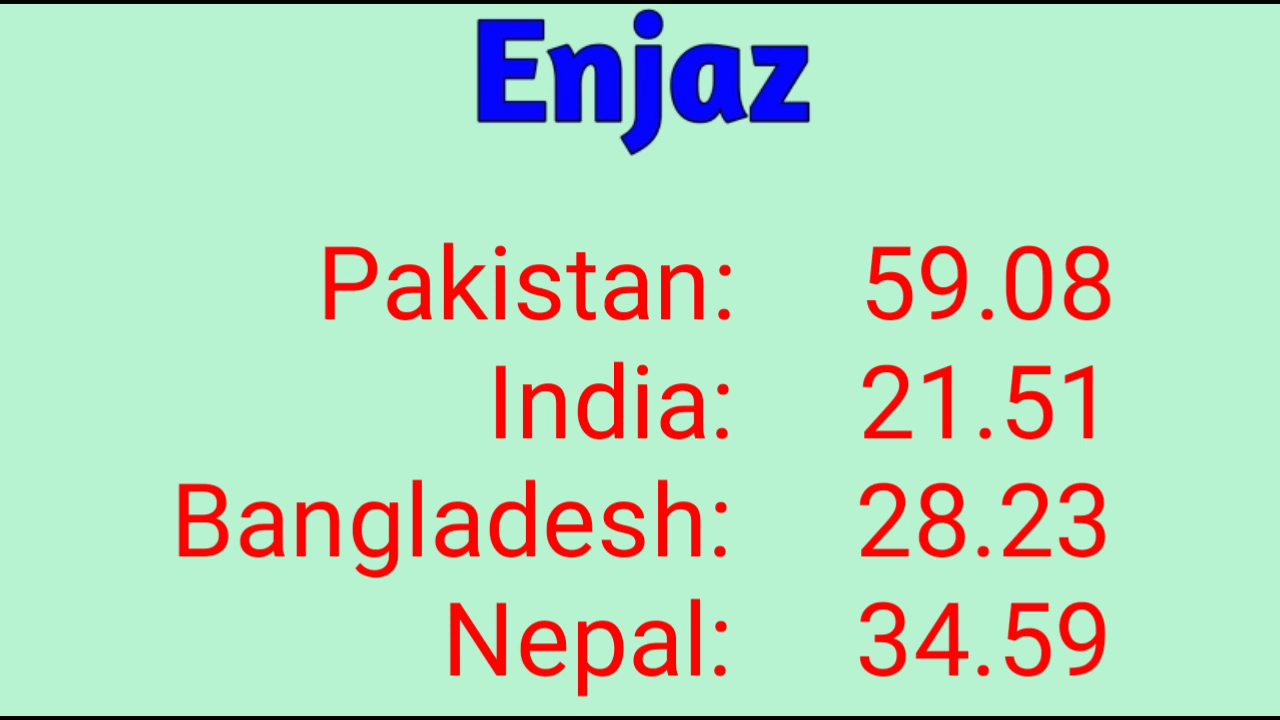 Enjaz
Pakistan: 59.08
India: 21.51
Bangladesh: 28.23
Nepal: 34.59